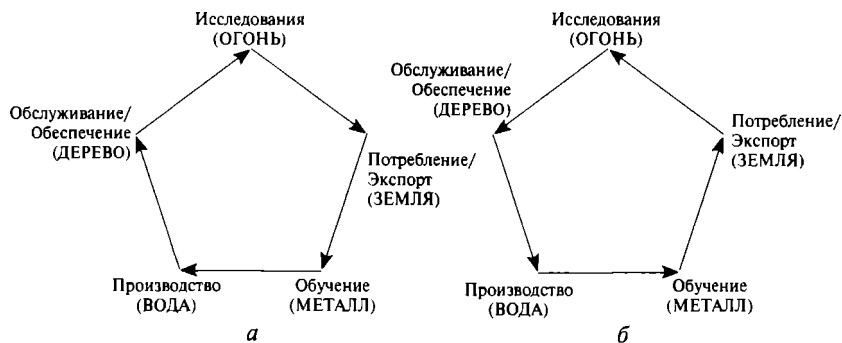 Исследования
(ОГОНЬ)
Обслуживание/
Обеспечение
(ДЕРЕВО)
Потребление/
Экспорт
(ЗЕМЛЯ)
Производство
(ВОДА)
Обучение
(МЕТАЛЛ)
а
Исследования
(ОГОНЬ)
Обслуживание/
Обеспечение
(ДЕРЕВО)
Потребление/
Экспорт
(ЗЕМЛЯ)
Производство
(ВОДА)
Обучение
(МЕТАЛЛ)
б